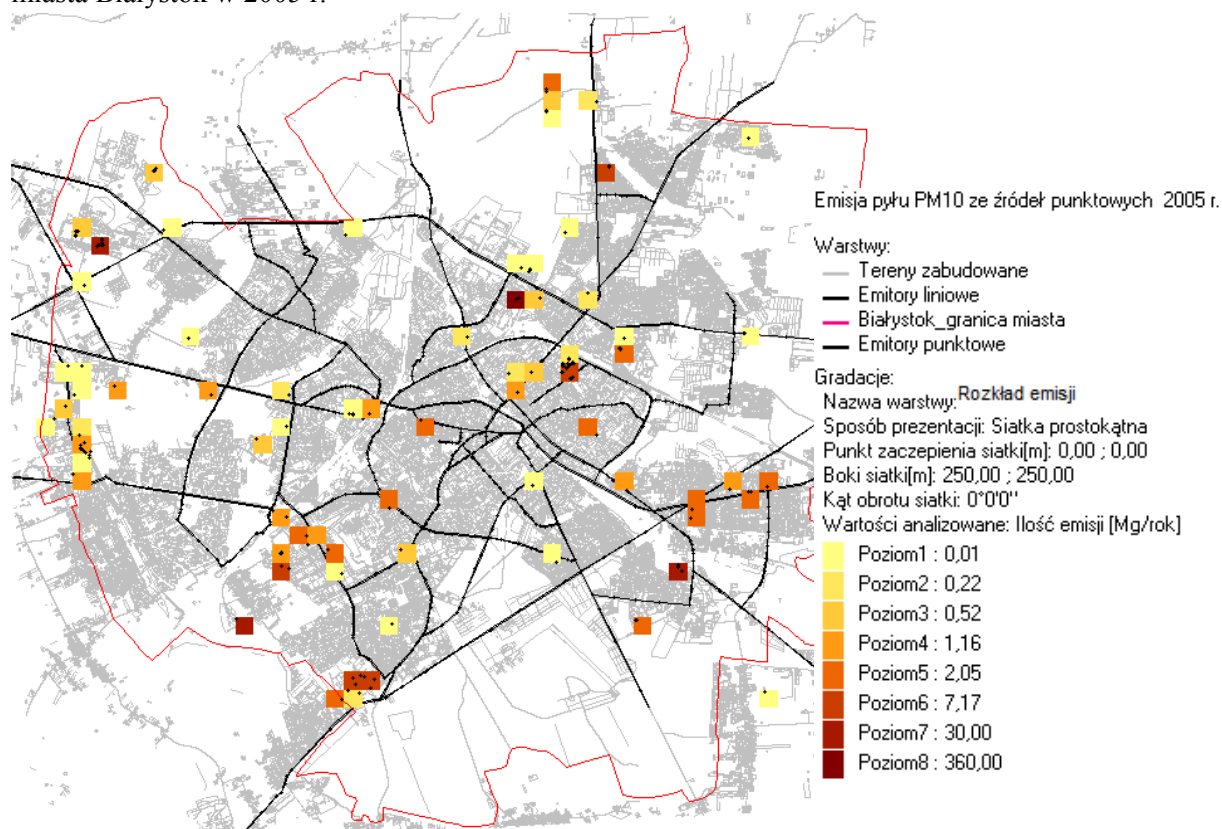 miasta Białystok w 2005 r.
Emisja pyłu PM10 ze źródeł punktowych 2005 r.
Warstwy:
Tereny zabudowane
Emitory liniowe
Białystok_granica miasta
Emitory punktowe
Gradacje:
Nazwa warstwy: Rozkład emisji
Sposób prezentacji: Siatka prostokątna
Punkt zaczepienia siatki[m]: 0,00 ; 0,00
Boki siatki[m]: 250,00 ; 250,00
Kąt obrotu siatki: 0°0'0''
Wartości analizowane: Ilość emisji [Mg/rok]
Poziom1 : 0,01
Poziom2 : 0,22
Poziom3 : 0,52
Poziom4 : 1,16
Poziom5 : 2,05
Poziom6 : 7,17
Poziom7 : 30,00
Poziom8 : 360,00